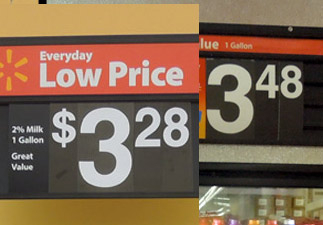 Everyday
Low Price
2% Milk
1 Gallon
Great
Value
$3.28
lue 1 Gallon
3.48